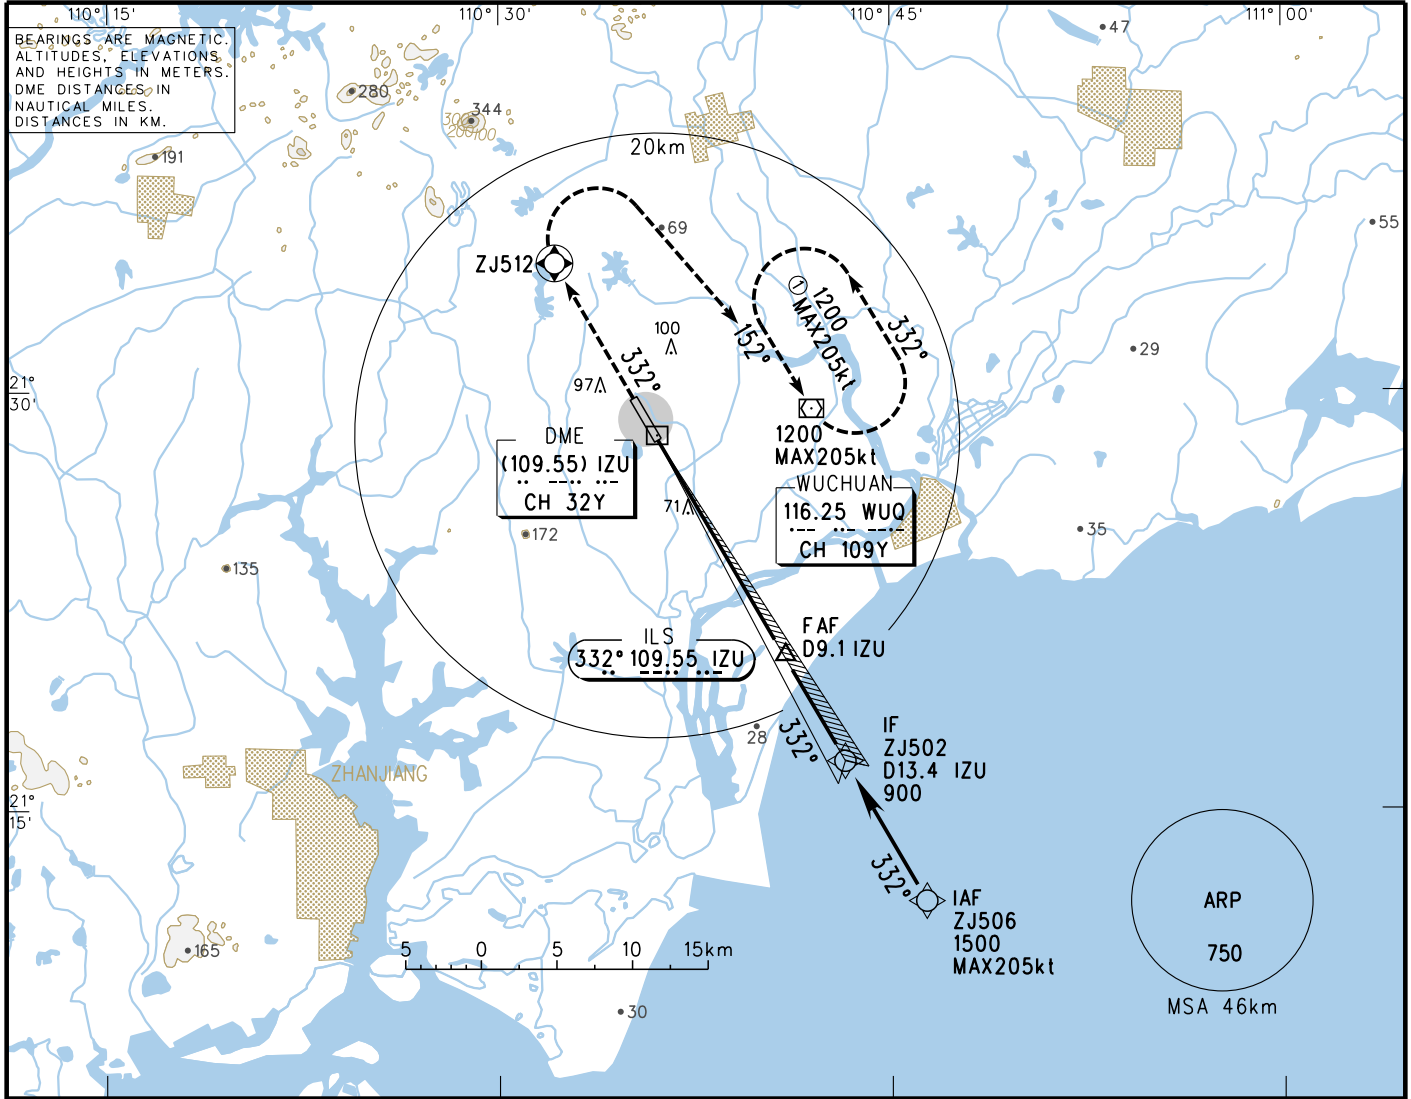 110°15'
110°30'
110°45'
111°00'
BEARINGS ARE MAGNETIC.
ALTITUDES, ELEVATIONS
AND HEIGHTS IN METERS.
DME DISTANCES IN
NAUTICAL MILES.
DISTANCES IN KM.
47
280
344
300
200
100
191
20km
55
69
ZJ512
1
1200
MAX205kt
332°
152°
100
29
332°
97
21°
30'
1200
MAX205kt
DME
(109.55) IZU
CH 32Y
WUCHUAN
116.25 WUQ
CH 109Y
71
35
172
135
FAF
D9.1 IZU
ILS
332° 109.55 IZU
28
332°
IF
ZJ502
D13.4 IZU
900
ZHANJIANG
21°
15'
332°
IAF
ZJ506
1500
MAX205kt
ARP
750
MSA 46km
165
5 0 5 10 15km
30